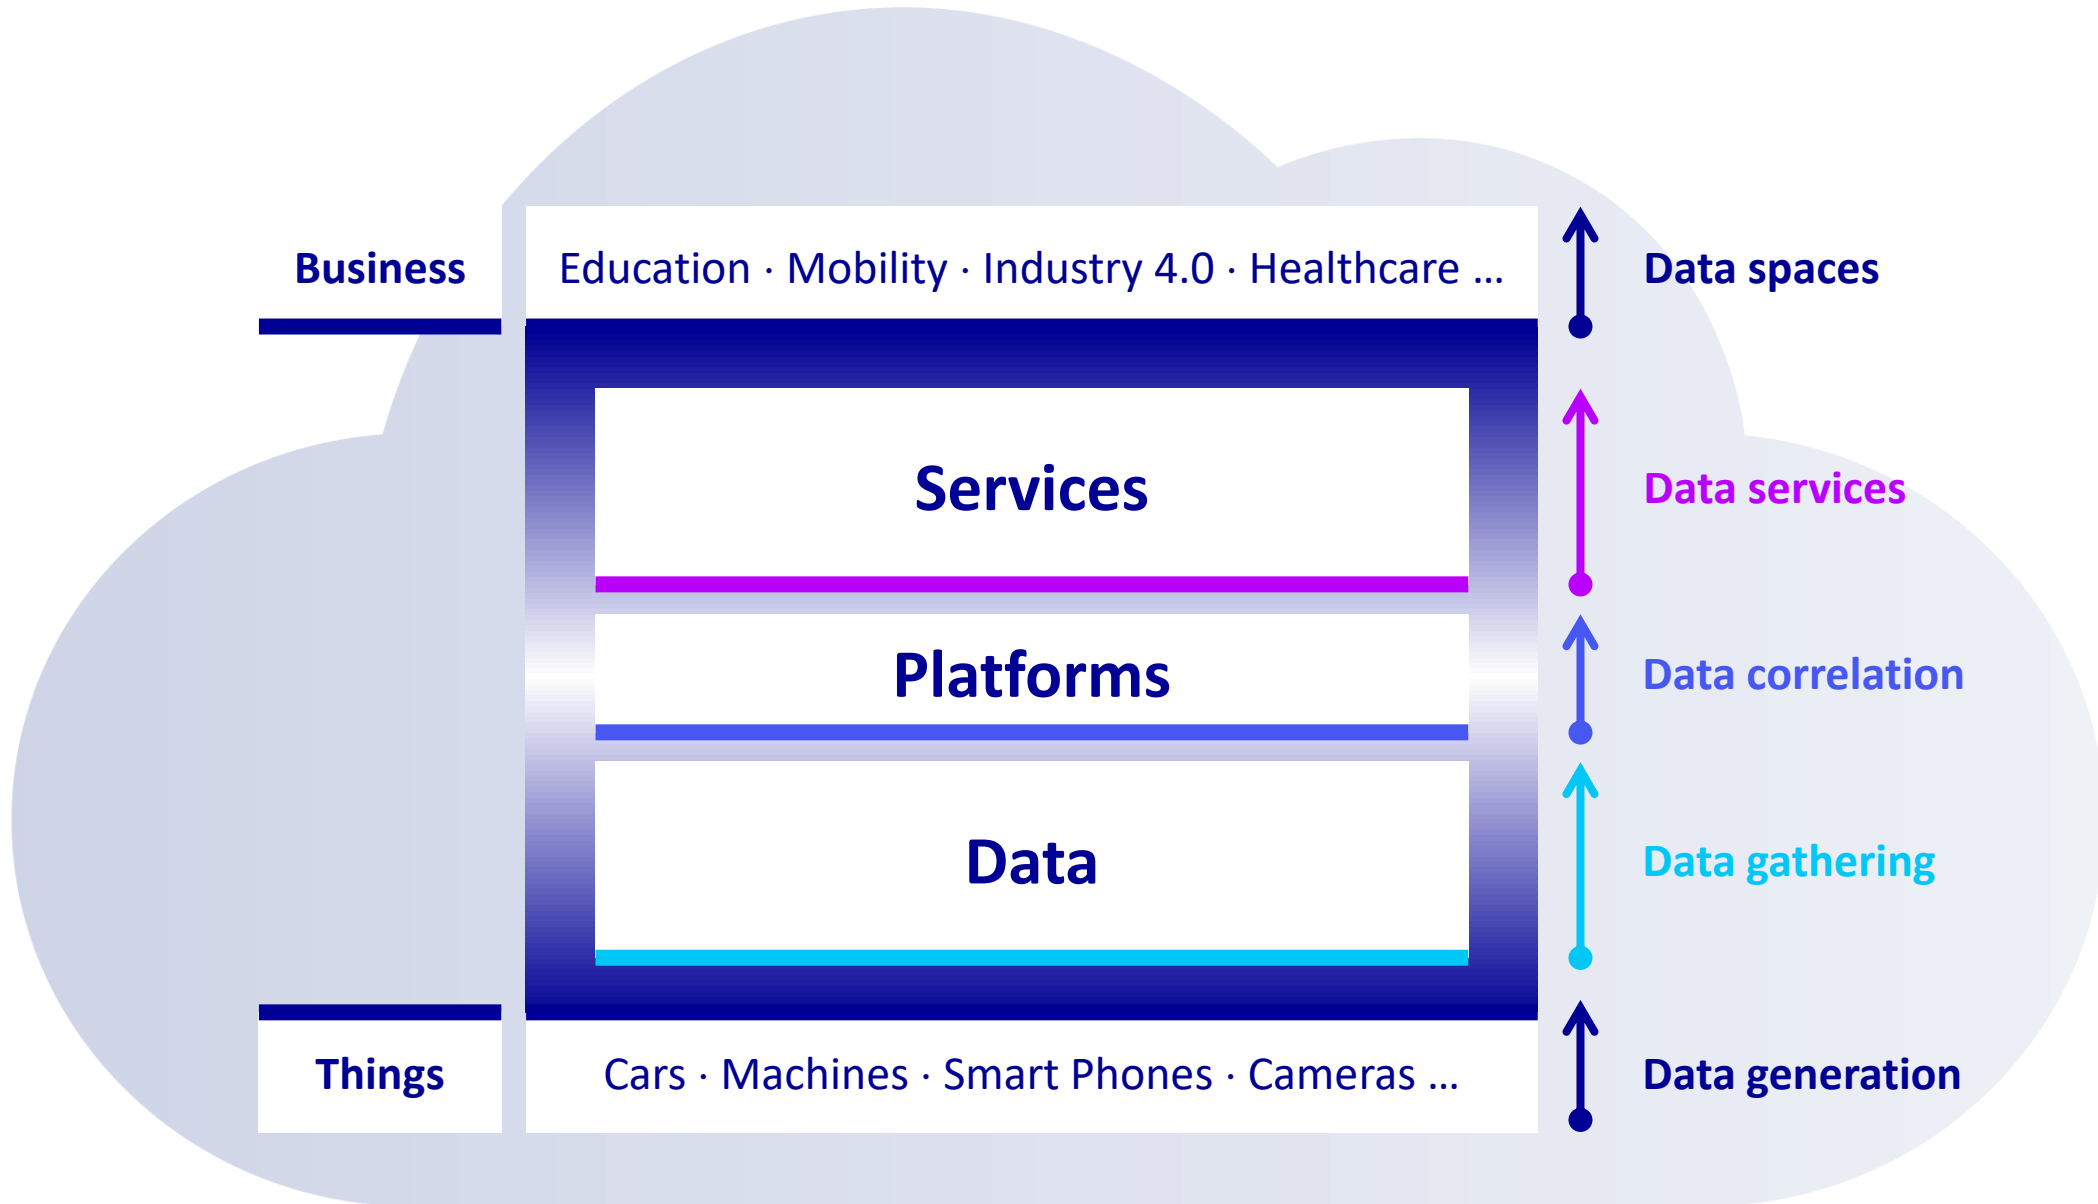 Business
Education · Mobility · Industry 4.0 · Healthcare ...
Data spaces
Services
Data services
Platforms
Data correlation
Data
Data gathering
Things
Cars · Machines · Smart Phones · Cameras ...
Data generation